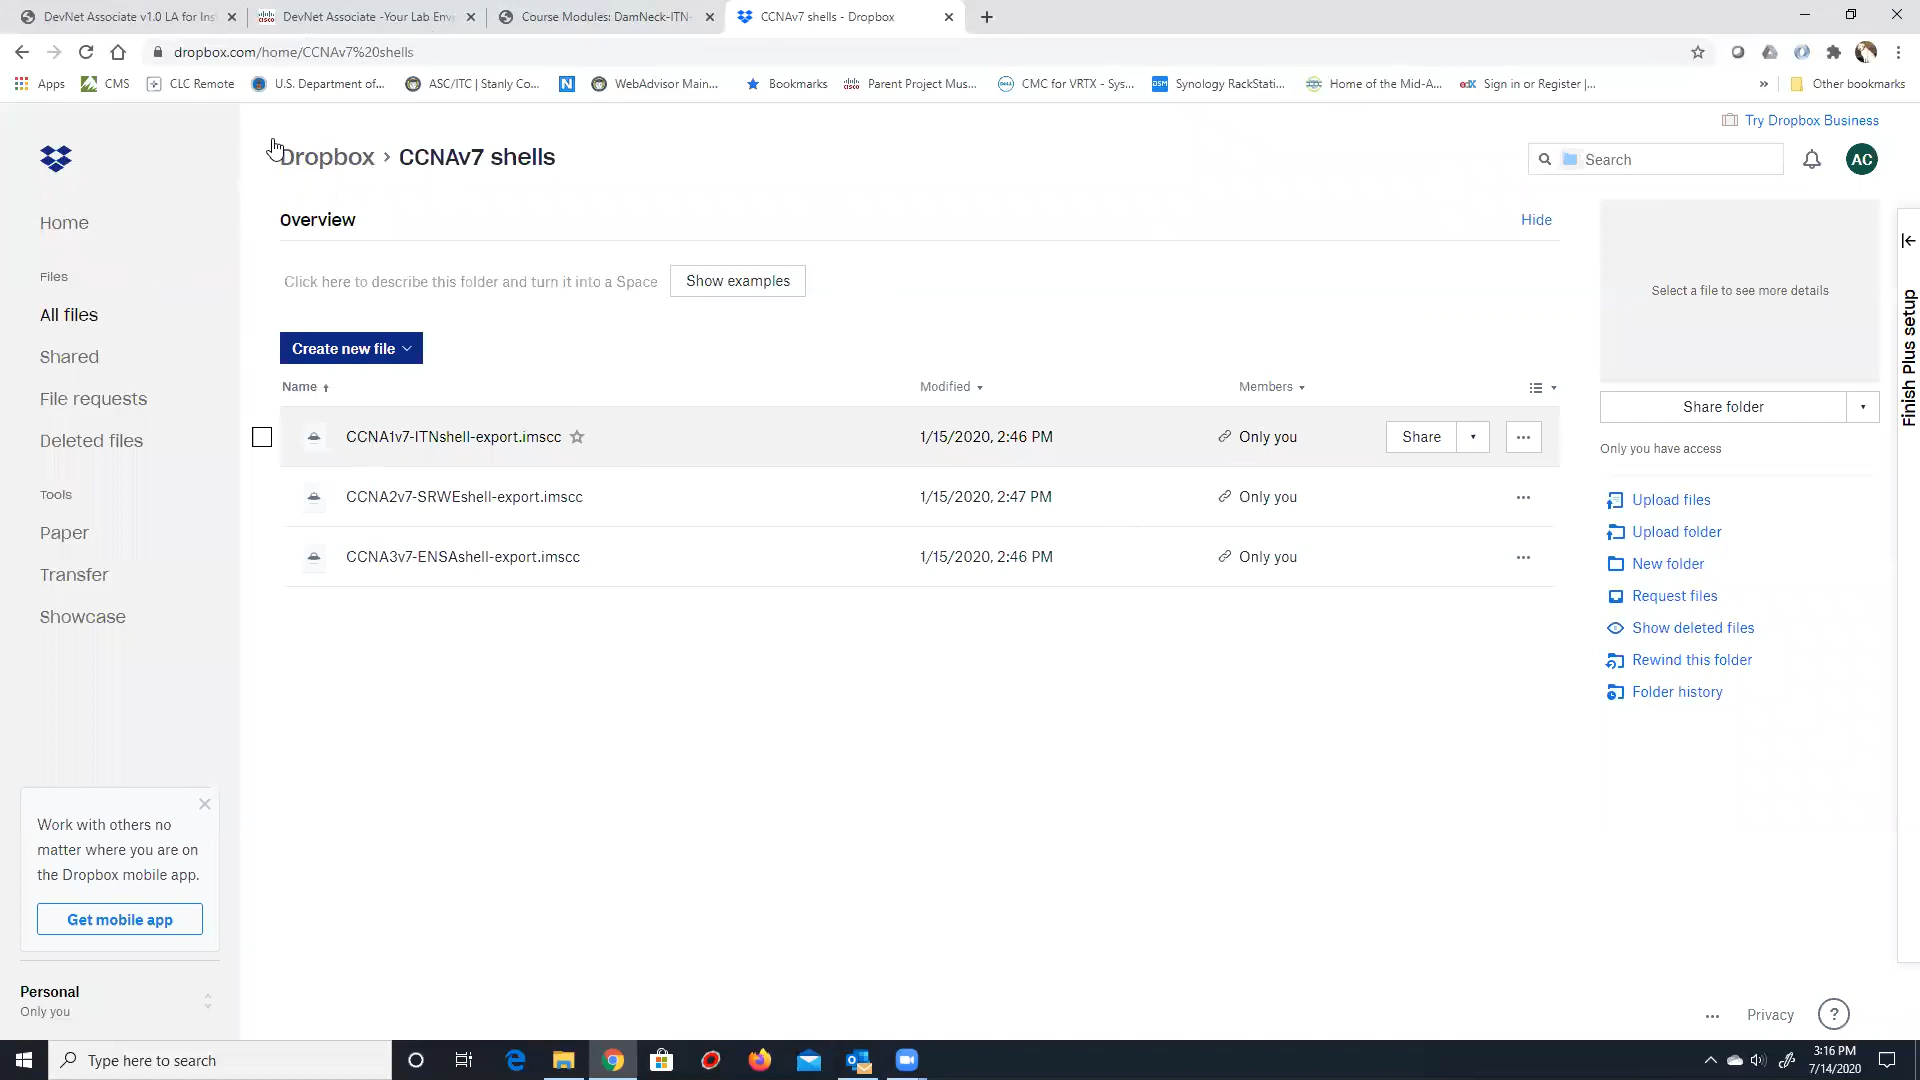 DevNet Associate v1.0 LA for Ins
DevNet Associate -Your Lab Env
Course Modules: DamNeck-ITN-
CCNAv7 shells - Dropbox
dropbox.com/home/CCNAv7%20shells
Apps
CMS
CLC Remote
U.S. Department of...
ASC/ITC | Stanly Co...
WebAdvisor Main...
Bookmarks
Parent Project Mus...
CMC for VRTX - Sys...
Synology RackStati...
Home of the Mid-A...
Sign in or Register |...
»
Other bookmarks
Try Dropbox Business
Dropbox › CCNAv7 shells
Search
AC
Home
Files
All files
Shared
File requests
Deleted files
Tools
Paper
Transfer
Showcase
Overview
Hide
Click here to describe this folder and turn it into a Space
Show examples
Create new file
Name
Modified
Members
CCNA1v7-ITNshell-export.imscc
1/15/2020, 2:46 PM
Only you
Share
CCNA2v7-SRWEshell-export.imscc
1/15/2020, 2:47 PM
Only you
CCNA3v7-ENSAshell-export.imscc
1/15/2020, 2:46 PM
Only you
Select a file to see more details
Finish Plus setup
Share folder
Only you have access
Upload files
Upload folder
New folder
Request files
Show deleted files
Rewind this folder
Folder history
Work with others no
matter where you are on
the Dropbox mobile app.
Get mobile app
Personal
Only you
Privacy
?
Type here to search
3:16 PM
7/14/2020